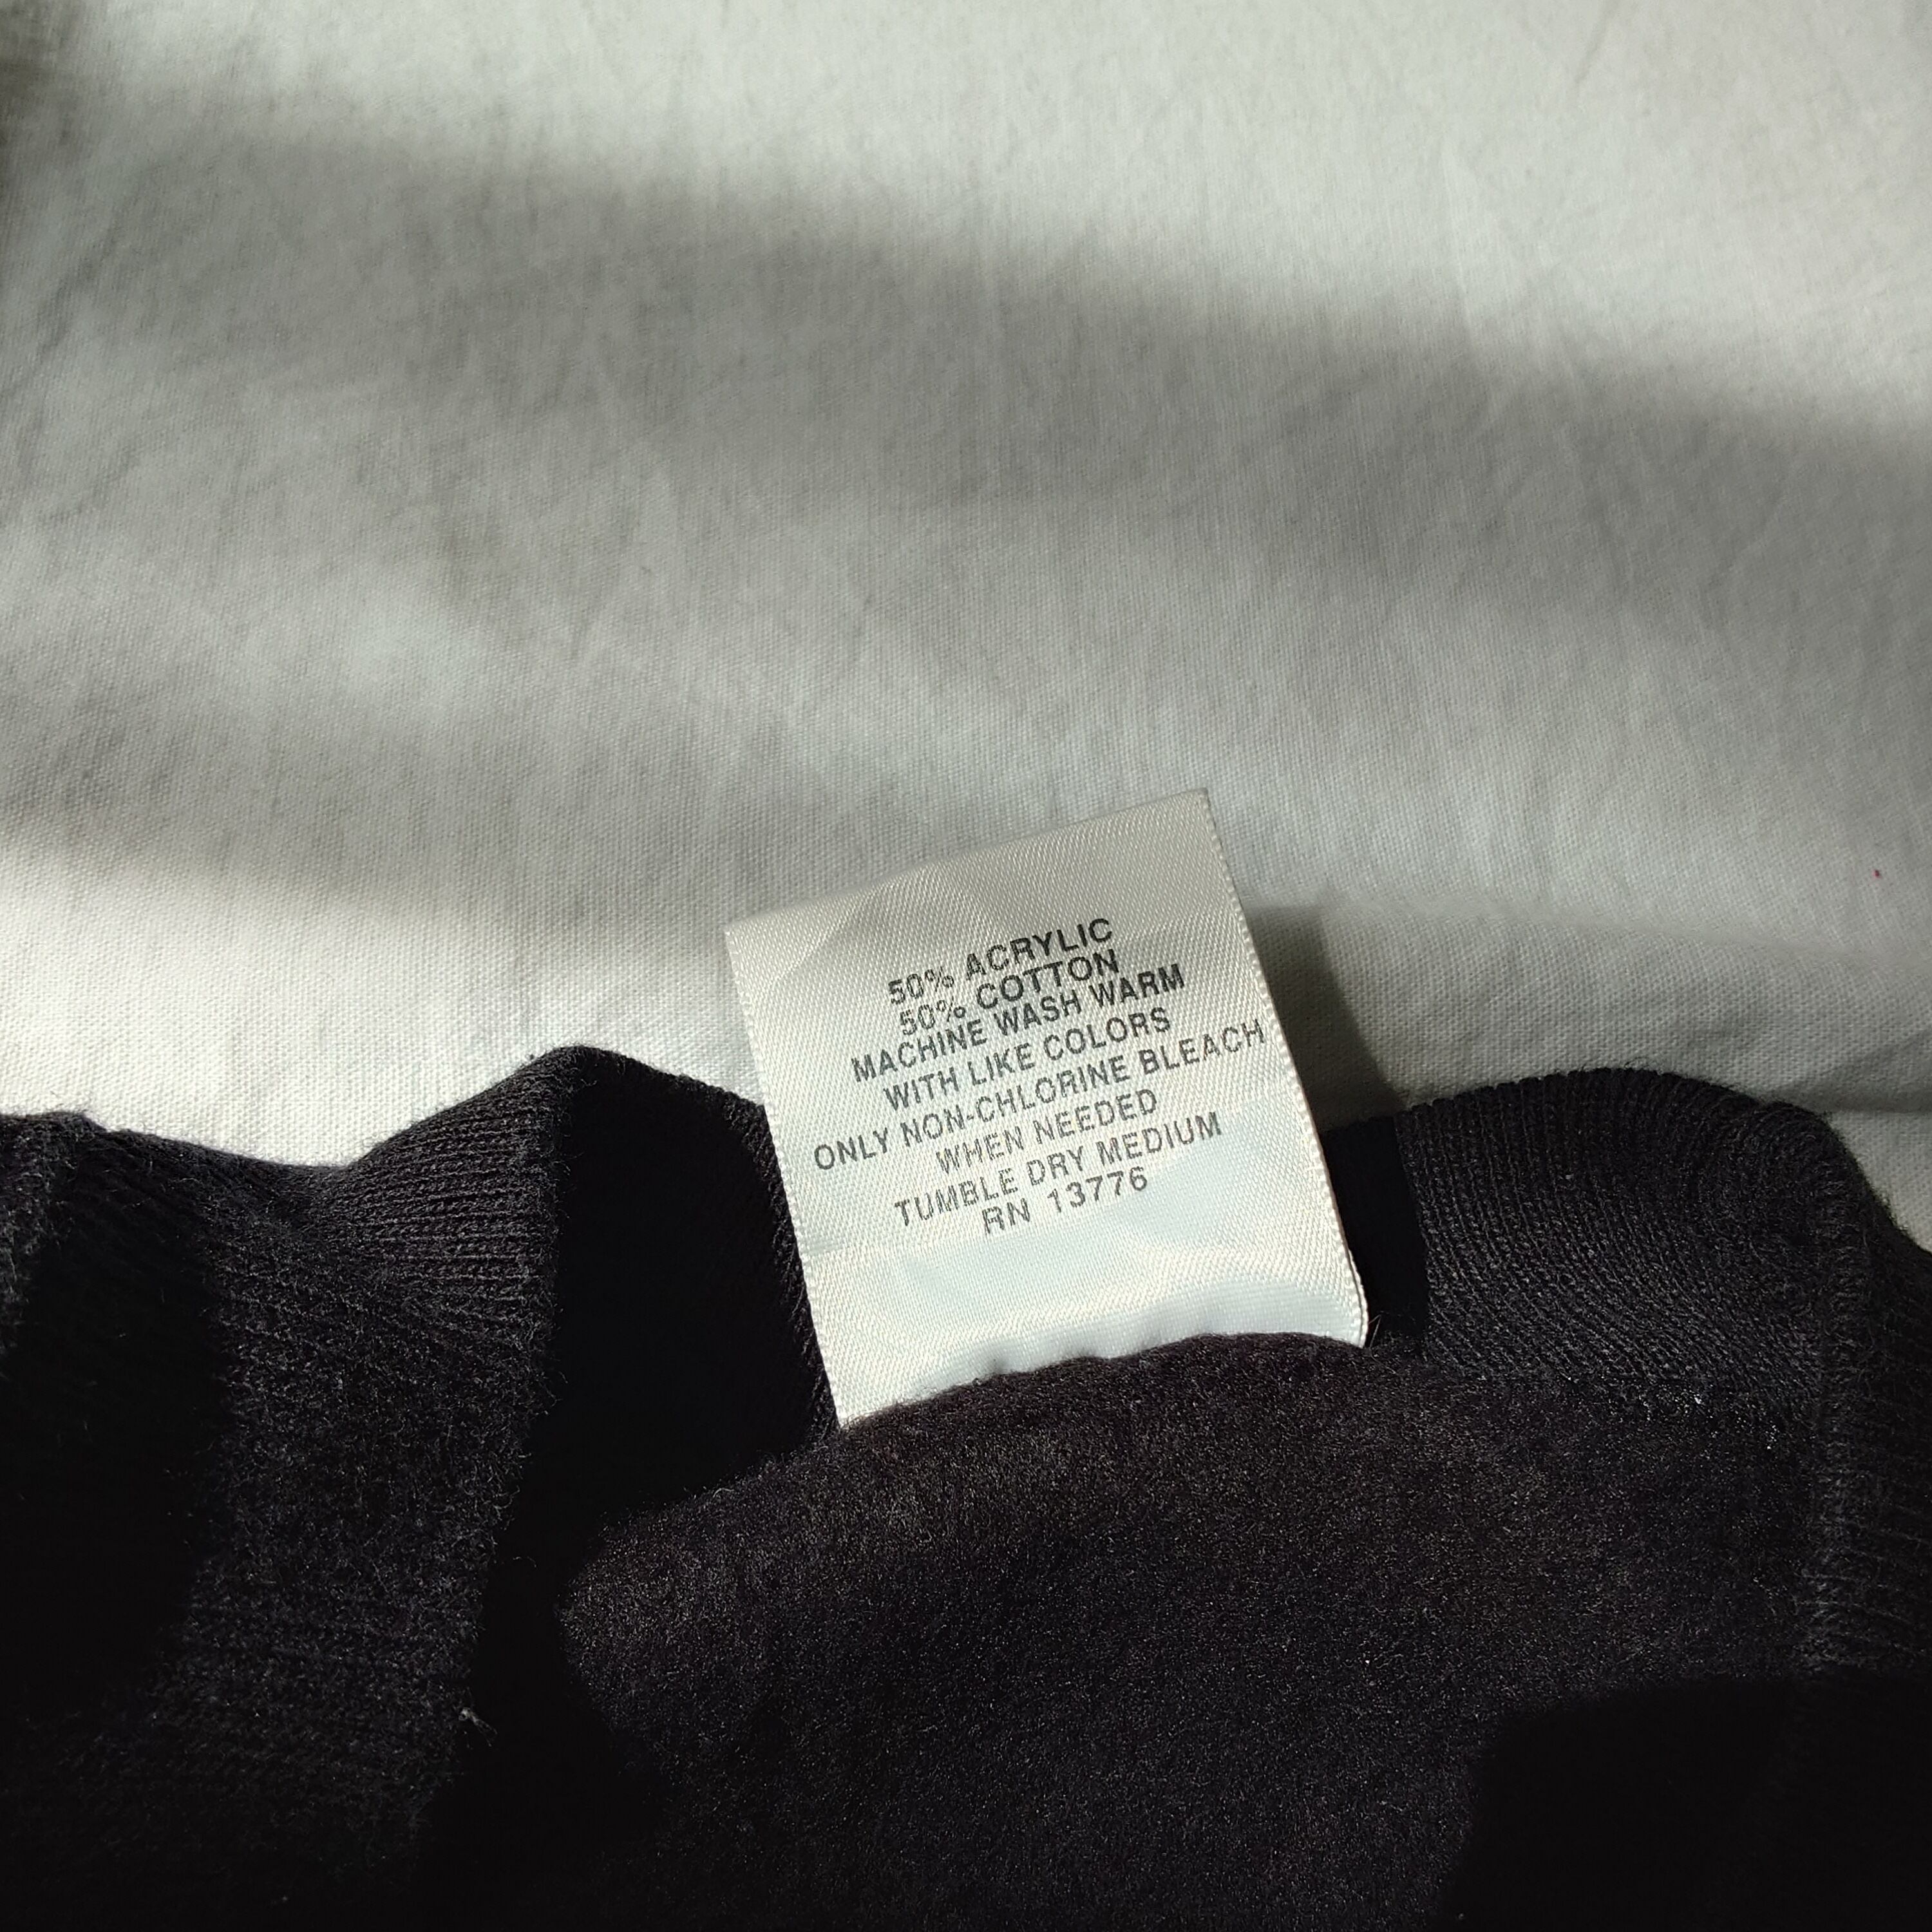 50% ACRYLIC
50% COTTON
MACHINE WASH WARM
WITH LIKE COLORS
ONLY NON-CHLORINE BLEACH
WHEN NEEDED
TUMBLE DRY MEDIUM
RN 13776